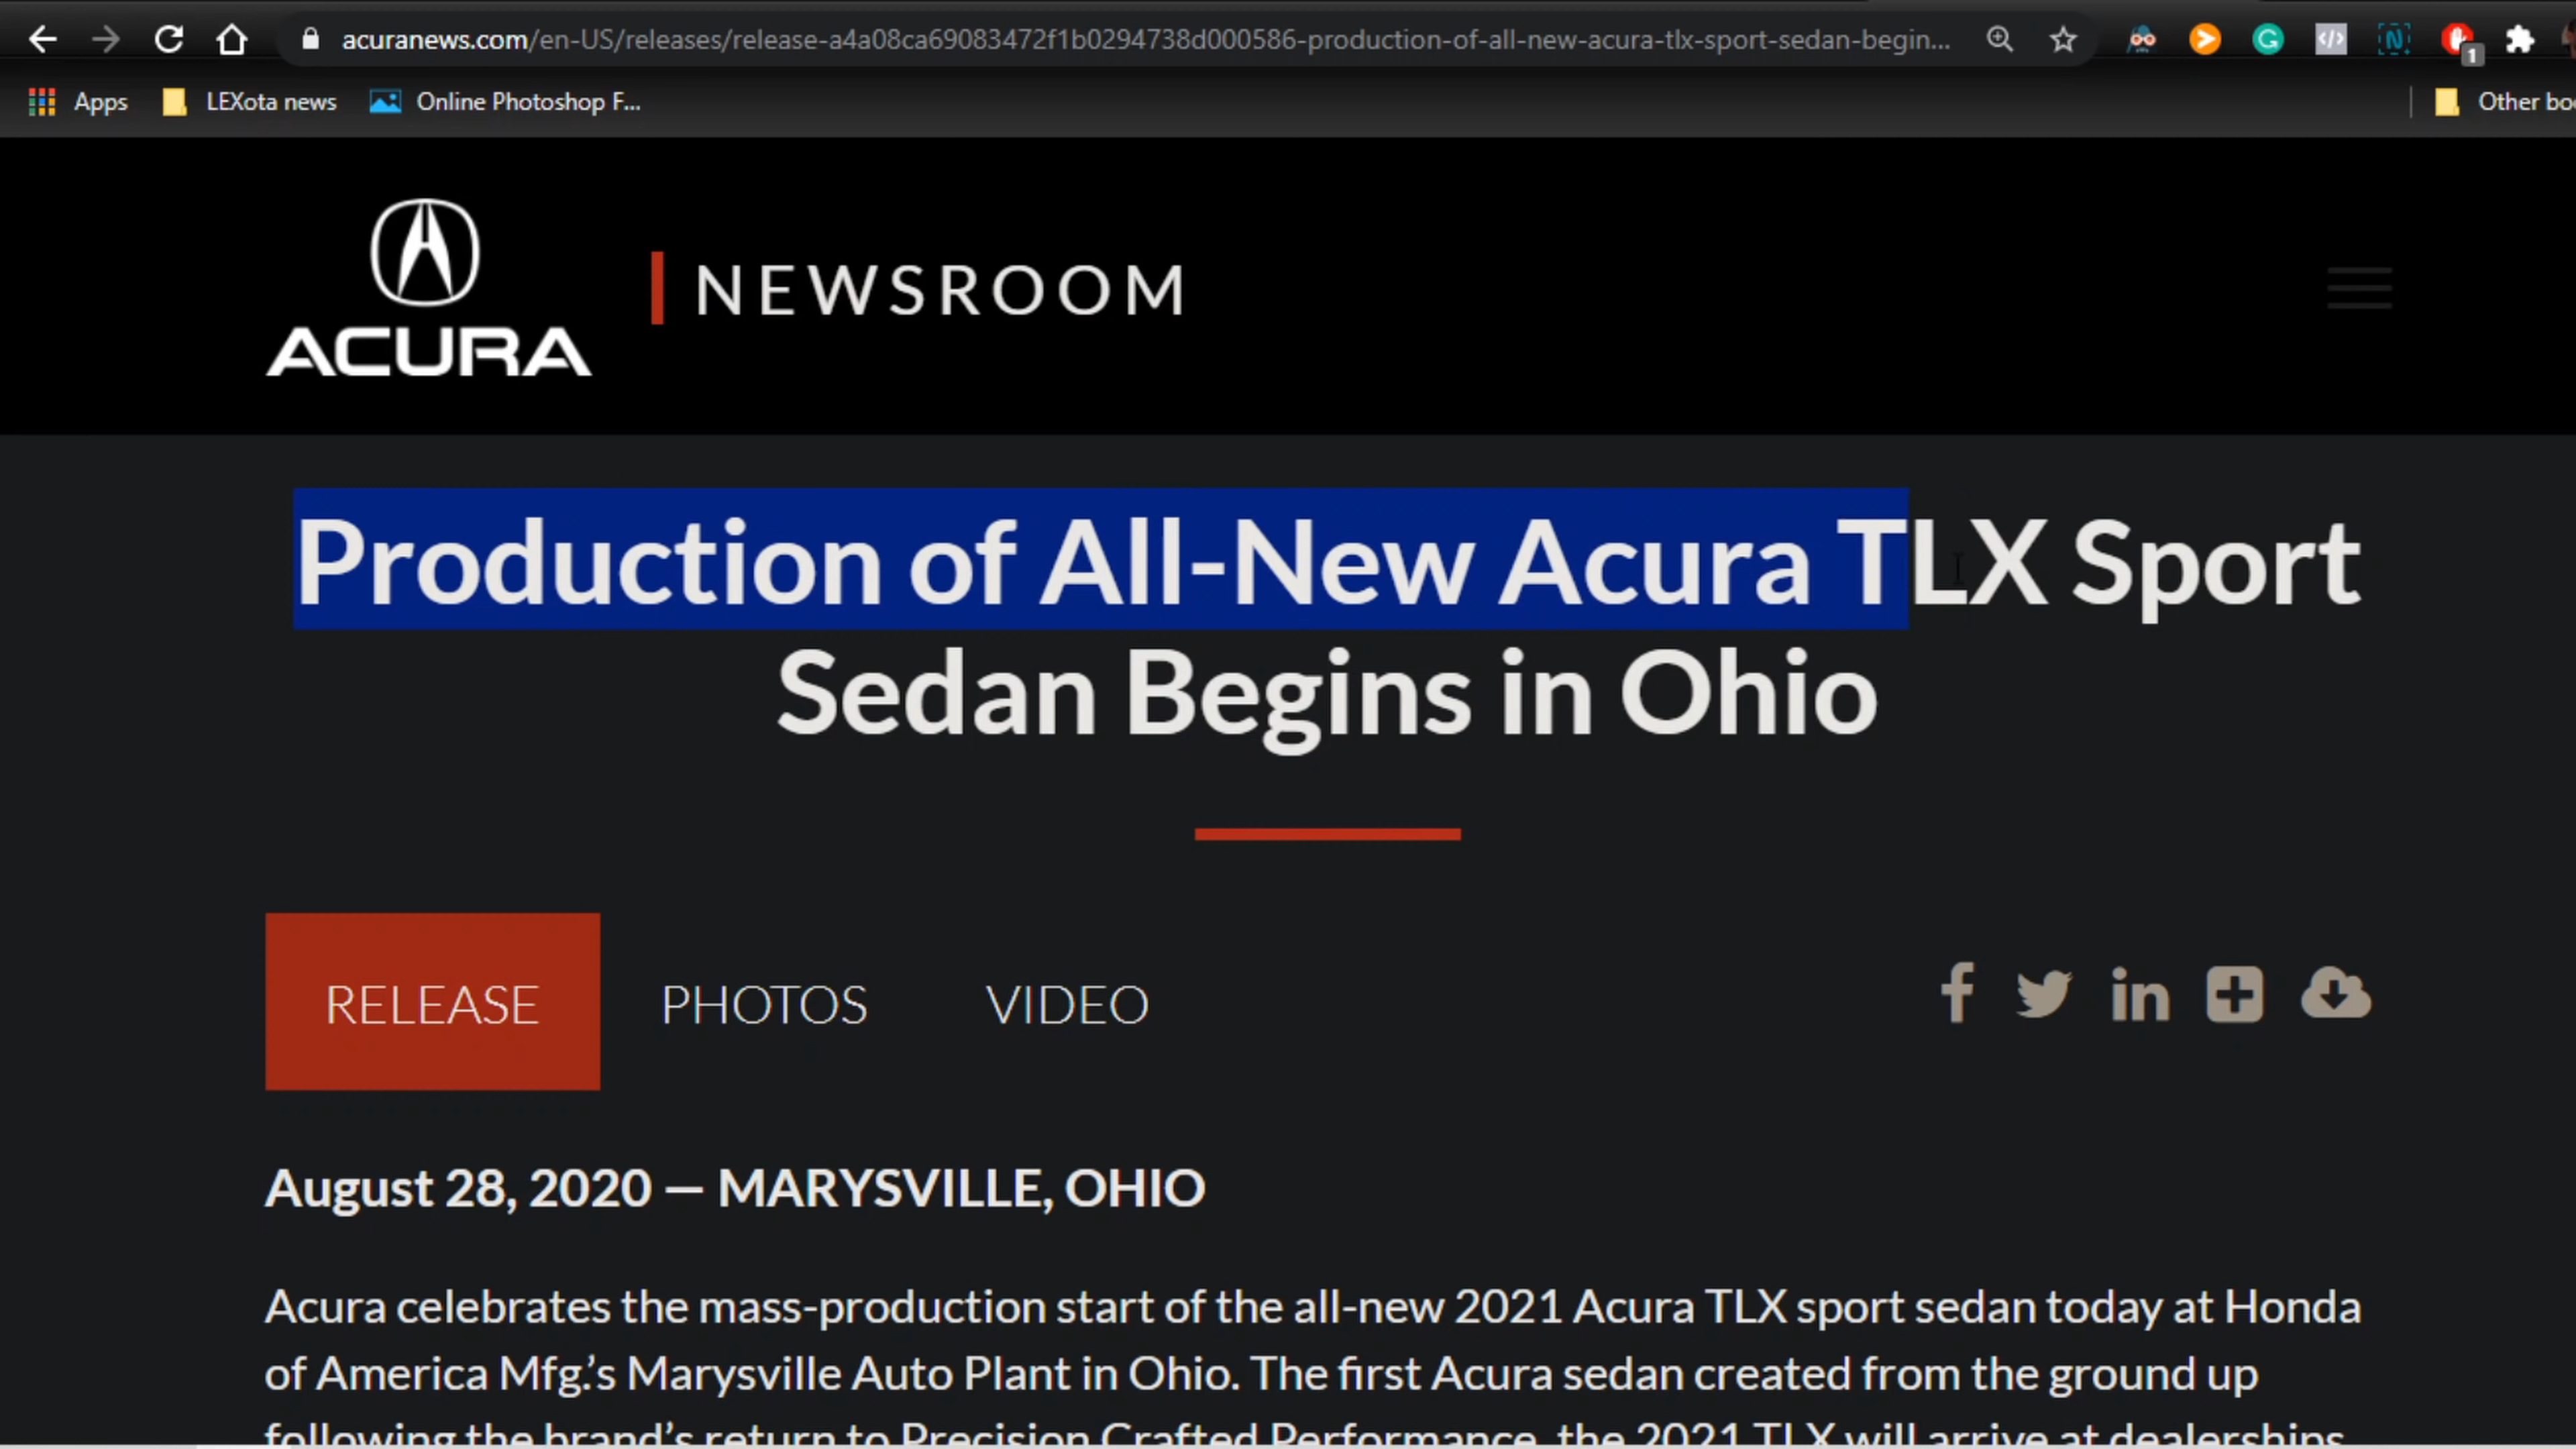 acuranews.com/en-US/releases/release-a4a08ca69083472f1b0294738d000586-production-of-all-new-acura-tlx-sport-sedan-begin...
1
Apps LEXota news Online Photoshop F... Other bo
ACURA
NEWSROOM
Production of All-New Acura TLX Sport
Sedan Begins in Ohio
RELEASE PHOTOS VIDEO
August 28, 2020 — MARYSVILLE, OHIO
Acura celebrates the mass-production start of the all-new 2021 Acura TLX sport sedan today at Honda
of America Mfg.’s Marysville Auto Plant in Ohio. The first Acura sedan created from the ground up
following the brand’s return to Precision Crafted Performance, the 2021 TLX will arrive at dealerships